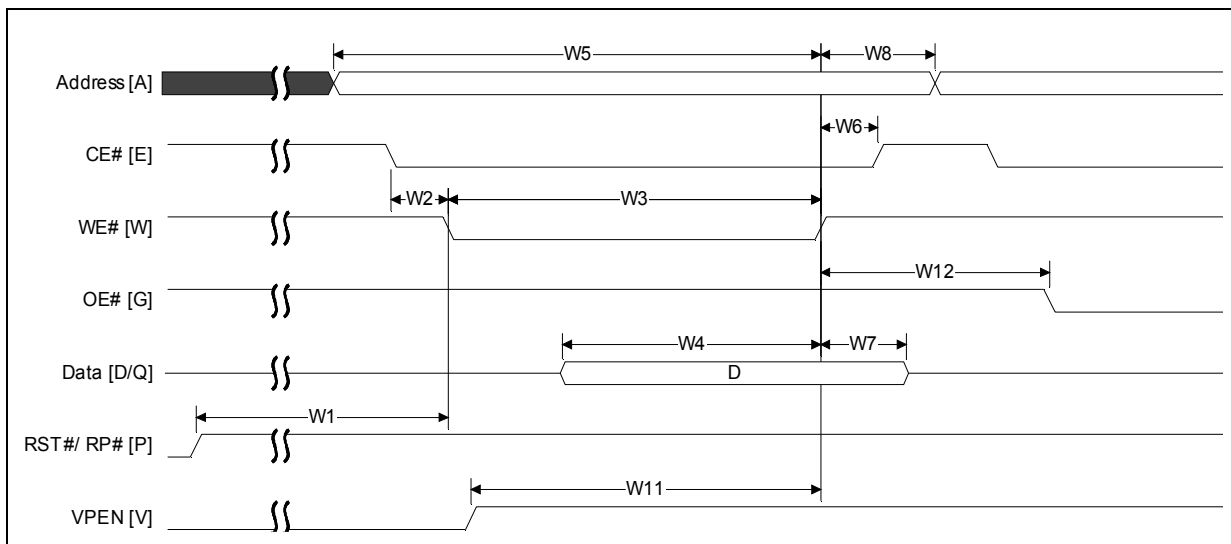 W5
W8
Address [A]
W6
CE# [E]
W2
W3
WE# [W]
W12
OE# [G]
W4
W7
Data [D/Q]
D
W1
RST#/ RP# [P]
W11
VPEN [V]